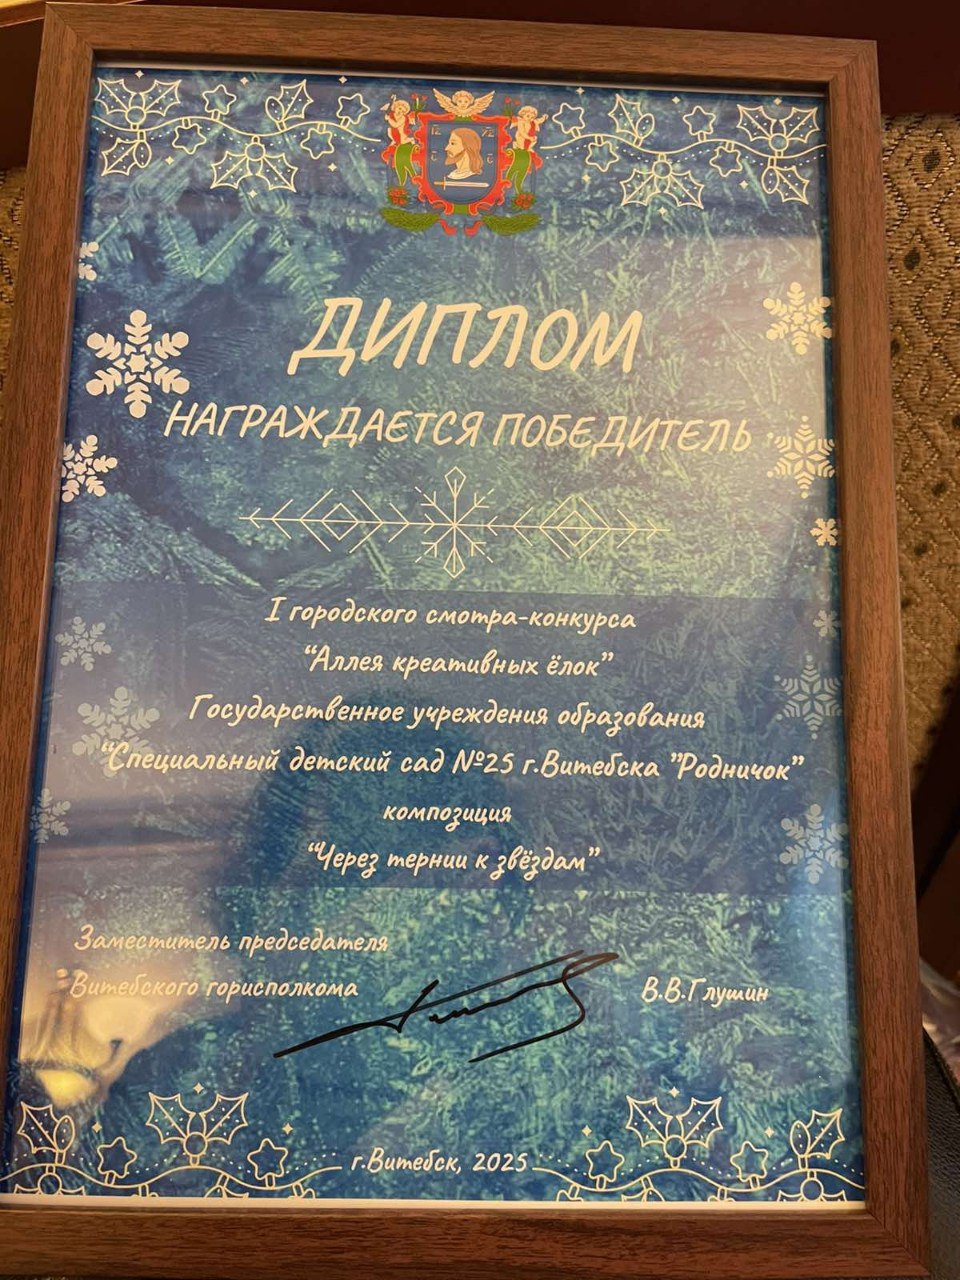 ДИПЛОМ
НАГРАЖДАЕТСЯ ПОБЕДИТЕЛЬ
I городского смотра-конкурса
“Аллея креативных ёлок”
Государственное учреждения образования
“Специальный детский сад №25 г.Витебска ”Родничок”
композиция
“Через тернии к звёздам”
Заместитель председателя
Витебского горисполкома
В.В.Глушин
г.Витебск, 2025